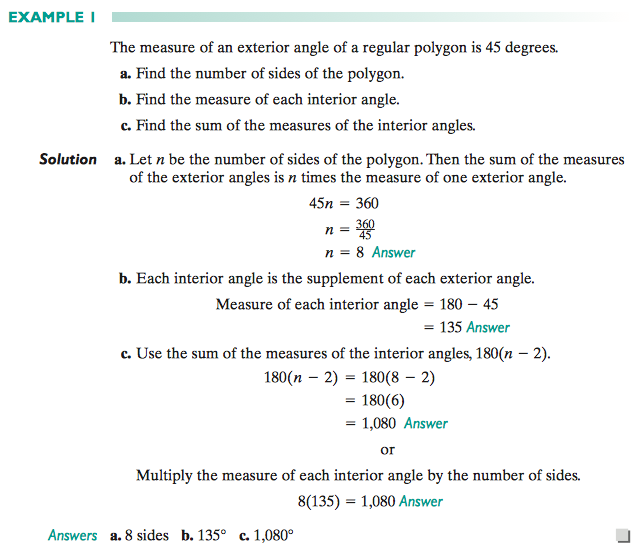 EXAMPLE 1
The measure of an exterior angle of a regular polygon is 45 degrees.
a. Find the number of sides of the polygon.
b. Find the measure of each interior angle.
c. Find the sum of the measures of the interior angles.
Solution a. Let n be the number of sides of the polygon. Then the sum of the measures
of the exterior angles is n times the measure of one exterior angle.
45n = 360
n = 360/45
n = 8 Answer
b. Each interior angle is the supplement of each exterior angle.
Measure of each interior angle = 180 − 45
= 135 Answer
c. Use the sum of the measures of the interior angles, 180(n − 2).
180(n − 2) = 180(8 − 2)
= 180(6)
= 1,080 Answer
or
Multiply the measure of each interior angle by the number of sides.
8(135) = 1,080 Answer
Answers a. 8 sides b. 135° c. 1,080°